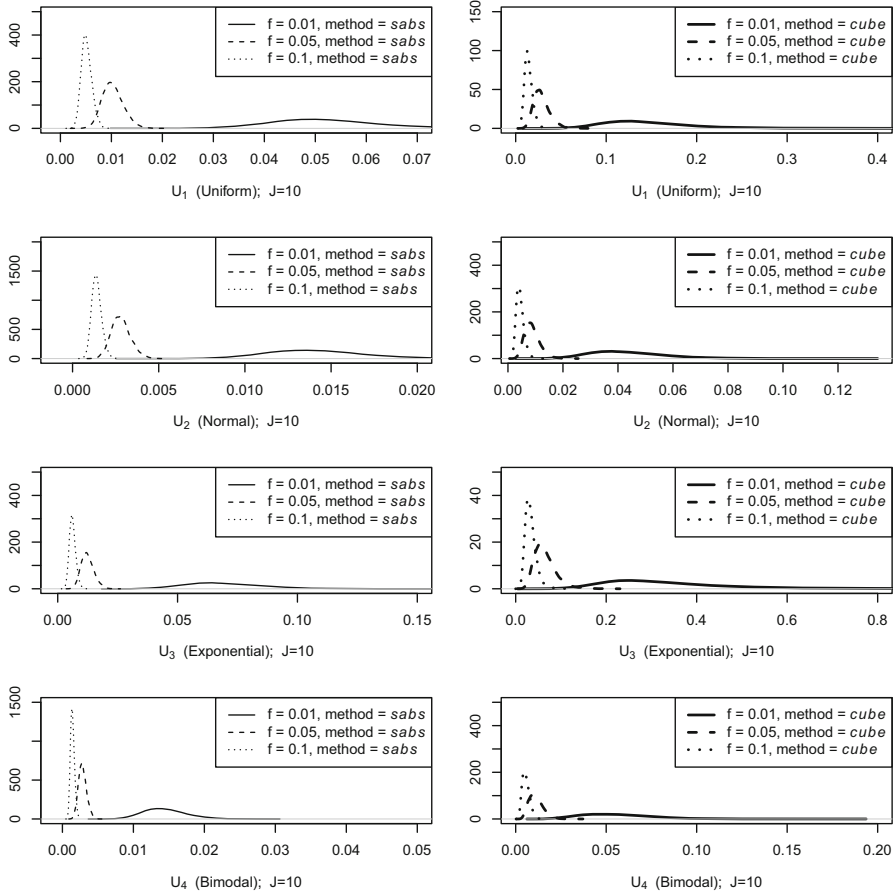 0 200 400
f = 0.01, method = sabs
f = 0.05, method = sabs
f = 0.1, method = sabs
0.00 0.01 0.02 0.03 0.04 0.05 0.06 0.07
U1 (Uniform); J=10
0 50 100 150
f = 0.01, method = cube
f = 0.05, method = cube
f = 0.1, method = cube
0.0 0.1 0.2 0.3 0.4
U1 (Uniform); J=10
0 500 1500
f = 0.01, method = sabs
f = 0.05, method = sabs
f = 0.1, method = sabs
0.000 0.005 0.010 0.015 0.020
U2 (Normal); J=10
0 200 400
f = 0.01, method = cube
f = 0.05, method = cube
f = 0.1, method = cube
0.00 0.02 0.04 0.06 0.08 0.12
U2 (Normal); J=10
0 200 400
f = 0.01, method = sabs
f = 0.05, method = sabs
f = 0.1, method = sabs
0.00 0.05 0.10 0.15
U3 (Exponential); J=10
0 20 40
f = 0.01, method = cube
f = 0.05, method = cube
f = 0.1, method = cube
0.0 0.2 0.4 0.6 0.8
U3 (Exponential); J=10
0 500 1500
f = 0.01, method = sabs
f = 0.05, method = sabs
f = 0.1, method = sabs
0.00 0.01 0.02 0.03 0.04 0.05
U4 (Bimodal); J=10
0 200 400
f = 0.01, method = cube
f = 0.05, method = cube
f = 0.1, method = cube
0.00 0.05 0.10 0.15 0.20
U4 (Bimodal); J=10